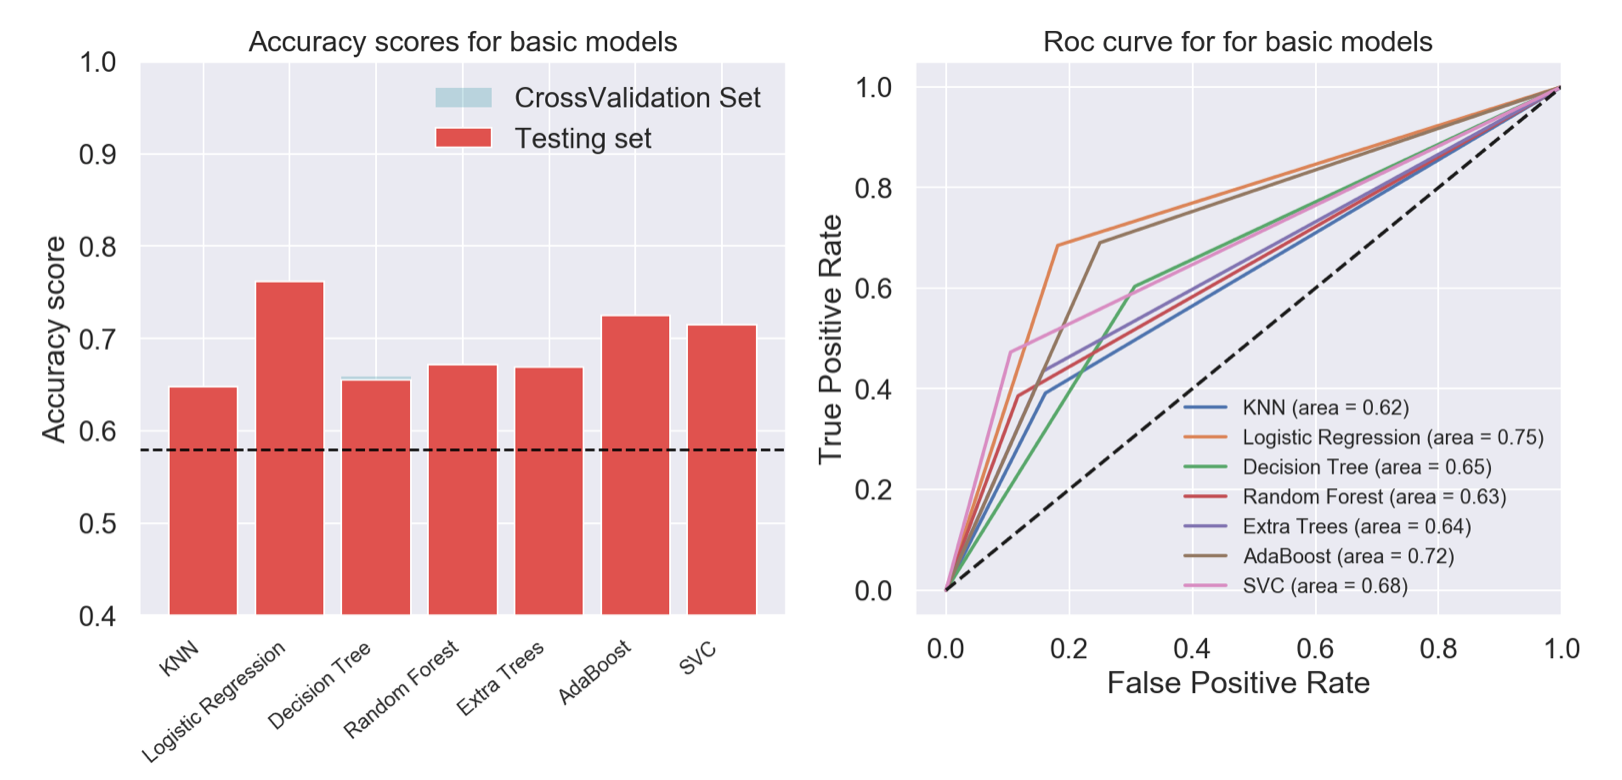 Accuracy scores for basic models
1.0
0.9
0.8
0.7
0.6
0.5
0.4
Accuracy score
CrossValidation Set
Testing set
KNN
Logistic Regression
Decision Tree
Random Forest
Extra Trees
AdaBoost
SVC
Roc curve for for basic models
1.0
0.8
0.6
0.4
0.2
0.0
True Positive Rate
KNN (area = 0.62)
Logistic Regression (area = 0.75)
Decision Tree (area = 0.65)
Random Forest (area = 0.63)
Extra Trees (area = 0.64)
AdaBoost (area = 0.72)
SVC (area = 0.68)
0.0 0.2 0.4 0.6 0.8 1.0
False Positive Rate